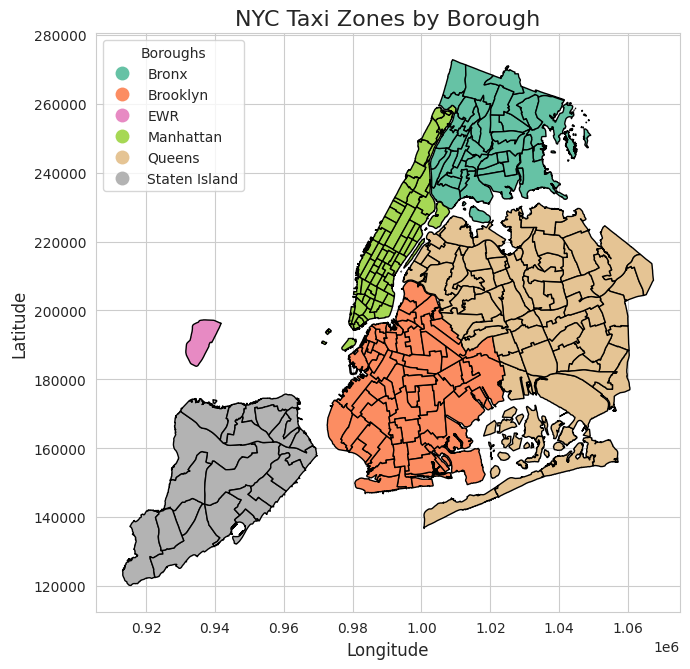 NYC Taxi Zones by Borough
Boroughs
Bronx
Brooklyn
EWR
Manhattan
Queens
Staten Island
Latitude
280000
260000
240000
220000
200000
180000
160000
140000
120000
0.92 0.94 0.96 0.98 1.00 1.02 1.04 1.06
1e6
Longitude